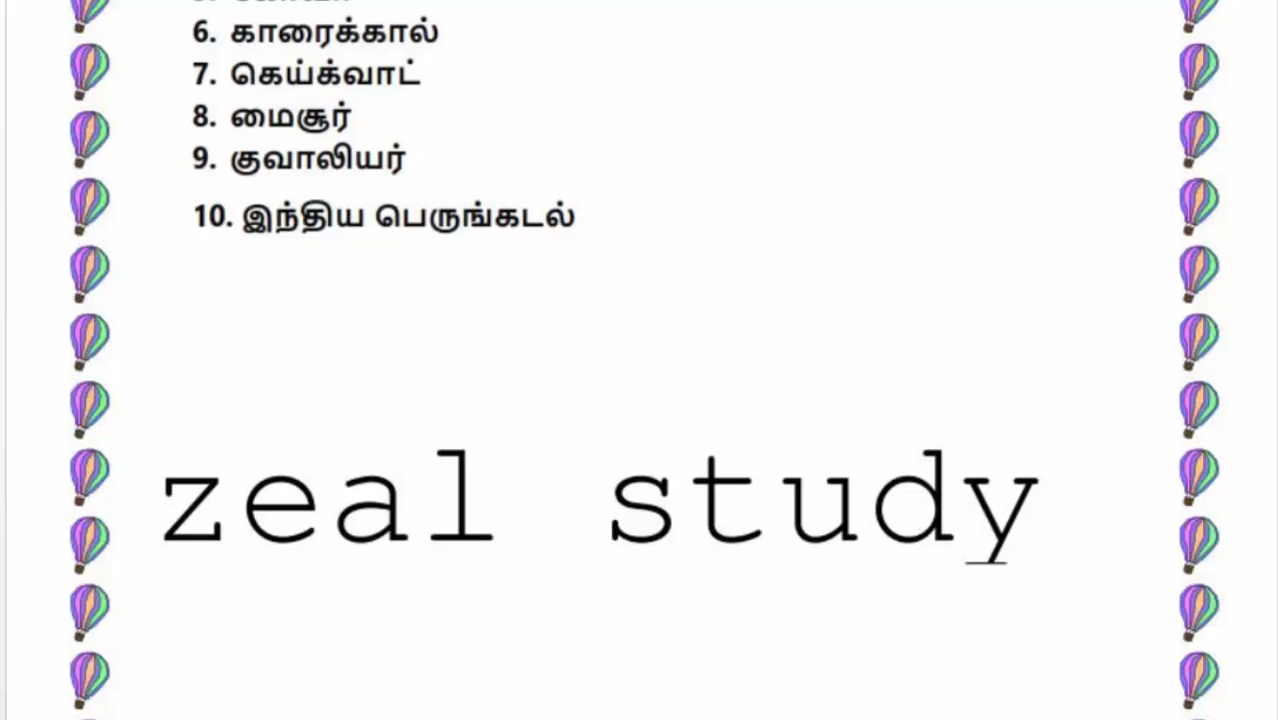 6. காரைக்கால்
7. கெய்க்வாட்
8. மைசூர்
9. குவாலியர்
10. இந்திய பெருங்கடல்
zeal study